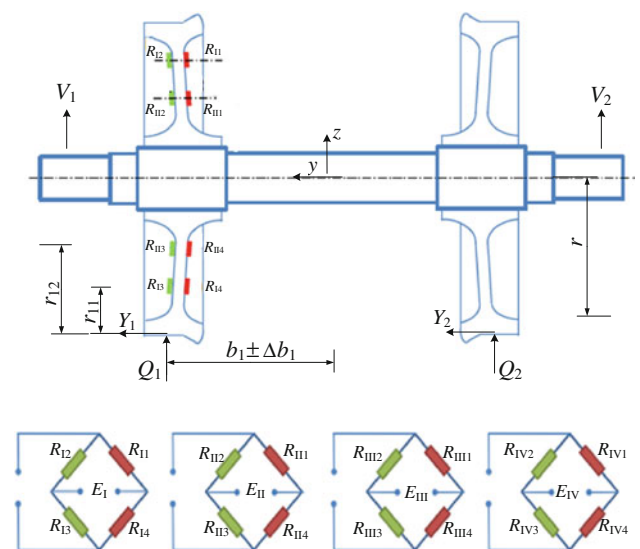 R_I2 R_I1
V_1 R_II2 R_II1 V_2
z
y
R_II3 R_II4
r
r_12 R_I3 R_I4
r_11
Y_1 Y_2
b_1 ± Δb_1
Q_1 Q_2
R_I2 R_I1 R_II2 R_II1 R_III2 R_III1 R_IV2 R_IV1
E_I E_II E_III E_IV
R_I3 R_I4 R_II3 R_II4 R_III3 R_III4 R_IV3 R_IV4